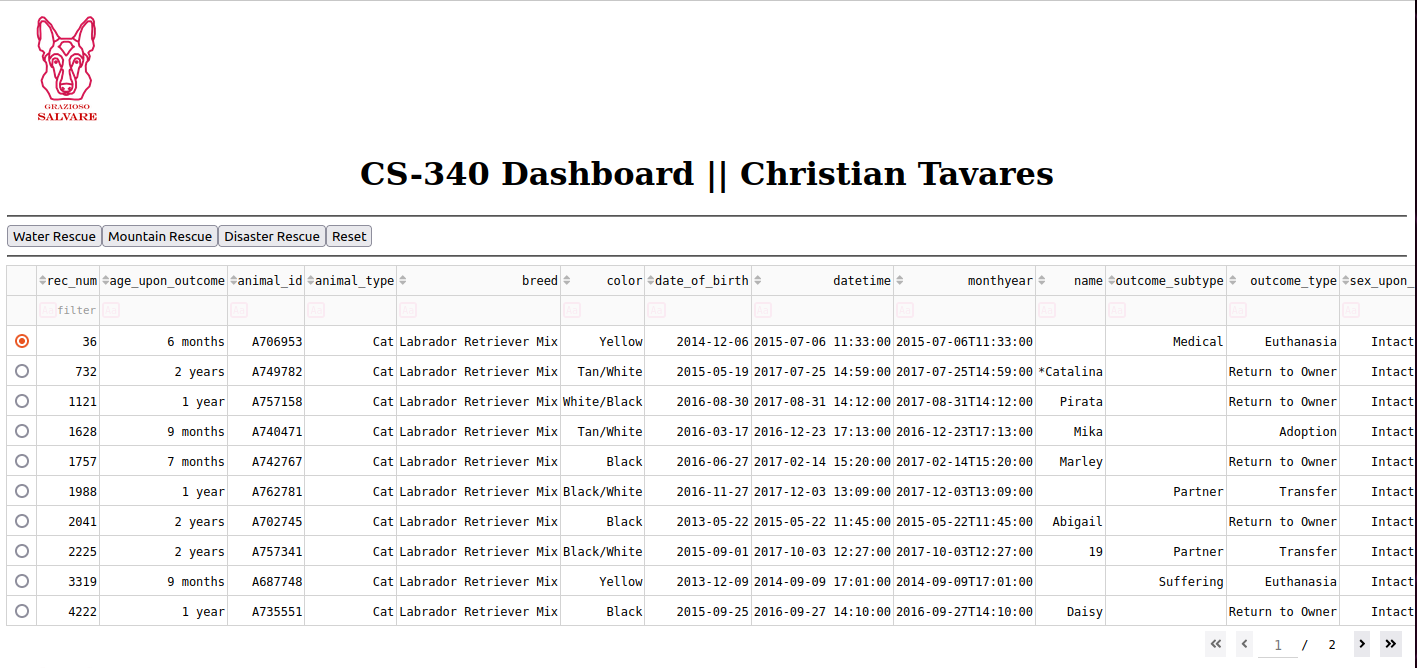 GRAZIOSO
SALVARE
CS-340 Dashboard || Christian Tavares
Water Rescue Mountain Rescue Disaster Rescue Reset
rec_num age_upon_outcome animal_id animal_type breed color date_of_birth datetime monthyear name outcome_subtype outcome_type sex_upon_
Aa filter Aa Aa Aa Aa Aa Aa Aa Aa Aa Aa Aa Aa
36 6 months A706953 Cat Labrador Retriever Mix Yellow 2014-12-06 2015-07-06 11:33:00 2015-07-06T11:33:00 Medical Euthanasia Intact
732 2 years A749782 Cat Labrador Retriever Mix Tan/White 2015-05-19 2017-07-25 14:59:00 2017-07-25T14:59:00 *Catalina Return to Owner Intact
1121 1 year A757158 Cat Labrador Retriever Mix White/Black 2016-08-30 2017-08-31 14:12:00 2017-08-31T14:12:00 Pirata Return to Owner Intact
1628 9 months A740471 Cat Labrador Retriever Mix Tan/White 2016-03-17 2016-12-23 17:13:00 2016-12-23T17:13:00 Mika Adoption Intact
1757 7 months A742767 Cat Labrador Retriever Mix Black 2016-06-27 2017-02-14 15:20:00 2017-02-14T15:20:00 Marley Return to Owner Intact
1988 1 year A762781 Cat Labrador Retriever Mix Black/White 2016-11-27 2017-12-03 13:09:00 2017-12-03T13:09:00 Partner Transfer Intact
2041 2 years A702745 Cat Labrador Retriever Mix Black 2013-05-22 2015-05-22 11:45:00 2015-05-22T11:45:00 Abigail Return to Owner Intact
2225 2 years A757341 Cat Labrador Retriever Mix Black/White 2015-09-01 2017-10-03 12:27:00 2017-10-03T12:27:00 19 Partner Transfer Intact
3319 9 months A687748 Cat Labrador Retriever Mix Yellow 2013-12-09 2014-09-09 17:01:00 2014-09-09T17:01:00 Suffering Euthanasia Intact
4222 1 year A735551 Cat Labrador Retriever Mix Black 2015-09-25 2016-09-27 14:10:00 2016-09-27T14:10:00 Daisy Return to Owner Intact
1 / 2